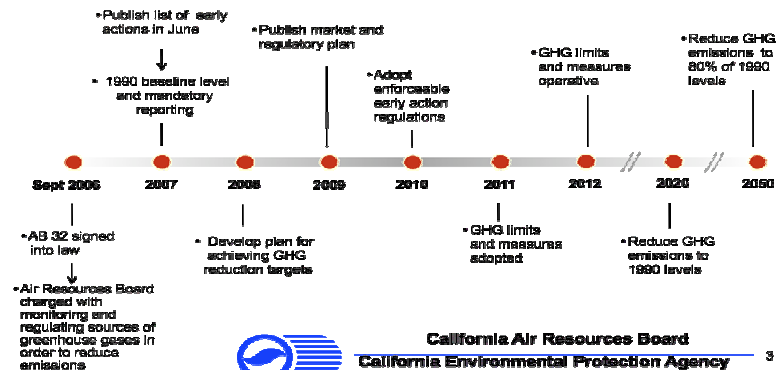 •Publish list of early
actions in June
• 1990 baseline level
and mandatory
reporting
•Publish market and
regulatory plan
•Adopt
enforceable
early action
regulations
•GHG limits
and measures
operative
•Reduce GHG
emissions to
80% of 1990
levels
Sept 2006
2007
2008
2009
2010
2011
2012
2020
2050
•AB 32 signed
into law
•Air Resources Board
charged with
monitoring and
regulating sources of
greenhouse gases in
order to reduce
emissions
• Develop plan for
achieving GHG
reduction targets
•GHG limits
and measures
adopted
•Reduce GHG
emissions to
1990 levels
California Air Resources Board
California Environmental Protection Agency
3